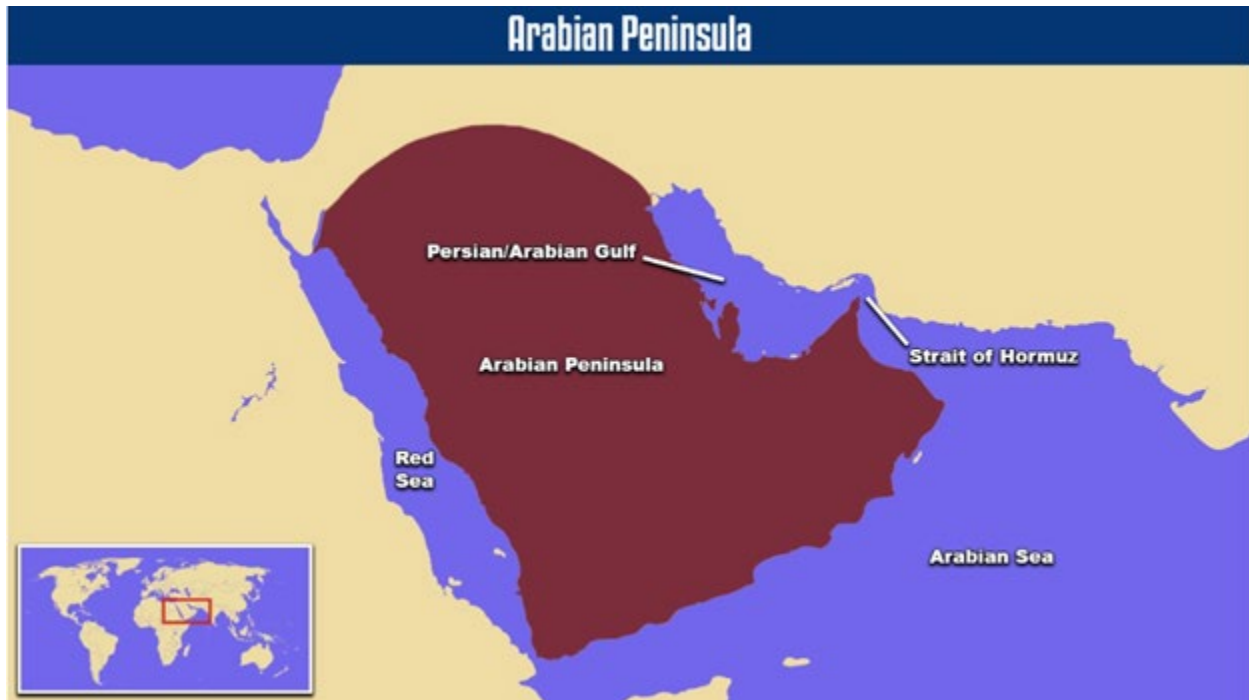 Arabian Peninsula
Persian/Arabian Gulf
Strait of Hormuz
Arabian Peninsula
Red
Sea
Arabian Sea